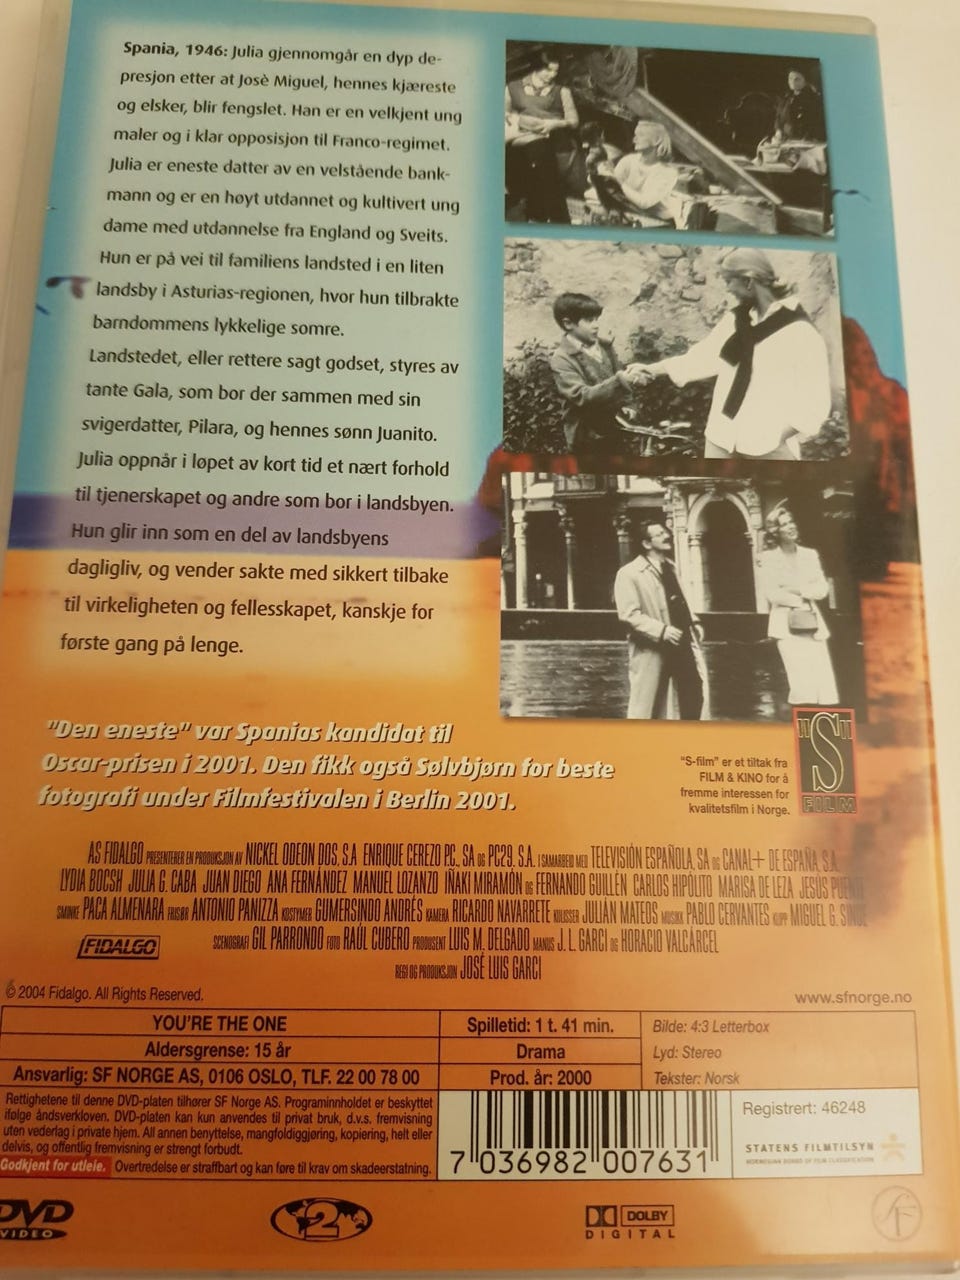 Spania, 1946: Julia gjennomgår en dyp de-
presjon etter at Josè Miguel, hennes kjæreste
og elsker, blir fengslet. Han er en velkjent ung
maler og i klar opposisjon til Franco-regimet.
Julia er eneste datter av en velstående bank-
mann og er en høyt utdannet og kultivert ung
dame med utdannelse fra England og Sveits.
Hun er på vei til familiens landsted i en liten
landsby i Asturias-regionen, hvor hun tilbrakte
barndommens lykkelige somre.
Landstedet, eller rettere sagt godset, styres av
tante Gala, som bor der sammen med sin
svigerdatter, Pilara, og hennes sønn Juanito.
Julia oppnår i løpet av kort tid et nært forhold
til tjenerskapet og andre som bor i landsbyen.
Hun glir inn som en del av landsbyens
dagligliv, og vender sakte med sikkert tilbake
til virkeligheten og fellesskapet, kanskje for
første gang på lenge.
"Den eneste" var Spanias kandidat til
Oscar-prisen i 2001. Den fikk også Sølvbjørn for beste
fotografi under Filmfestivalen i Berlin 2001.
"S-film" er et tiltak fra
FILM & KINO for å
fremme interessen for
kvalitetsfilm i Norge.
"S"
FILM
AS FIDALGO PRESENTERER EN PRODUKSJON AV NICKEL ODEON DOS, S.A ENRIQUE CEREZO P.C., SA OG PC29, S.A. I SAMARBEID MED TELEVISIÓN ESPAÑOLA, SA OG CANAL+ DE ESPAÑA, S.A.
LYDIA BOCSH JULIA G. CABA JUAN DIEGO ANA FERNÁNDEZ MANUEL LOZANZO IÑAKI MIRAMÓN OG FERNANDO GUILLÉN CARLOS HIPÓLITO MARISA DE LEZA JESÚS PUENTE
SMINKE PACA ALMENARA FRISØR ANTONIO PANIZZA KOSTYMER GUMERSINDO ANDRÉS KAMERA RICARDO NAVARRETE KULISSER JULIÁN MATEOS MUSIKK PABLO CERVANTES KLIPP MIGUEL G. SINDE
SCENOGRAFI GIL PARRONDO FOTO RAÚL CUBERO PRODUSENT LUIS M. DELGADO MANUS J. L. GARCI OG HORACIO VALCÁRCEL
REGI OG PRODUKSJON JOSÉ LUIS GARCI
FIDALGO
© 2004 Fidalgo. All Rights Reserved.
www.sfnorge.no
YOU'RE THE ONE
Aldersgrense: 15 år
Ansvarlig: SF NORGE AS, 0106 OSLO, TLF. 22 00 78 00
Spilletid: 1 t. 41 min.
Drama
Prod. år: 2000
Bilde: 4:3 Letterbox
Lyd: Stereo
Tekster: Norsk
Rettighetene til denne DVD-platen tilhører SF Norge AS. Programinnholdet er beskyttet
ifølge åndsverkloven. DVD-platen kan kun anvendes til privat bruk, d.v.s. fremvisning
uten vederlag i private hjem. All annen benyttelse, mangfoldiggjøring, kopiering, helt eller
delvis, og offentlig fremvisning er strengt forbudt.
Godkjent for utleie. Overtredelse er straffbart og kan føre til krav om skadeerstatning.
7 036982 007631
Registrert: 46248
STATENS FILMTILSYN
NORWEGIAN BOARD OF FILM CLASSIFICATION
DVD
VIDEO
2
DOLBY
DIGITAL
SF